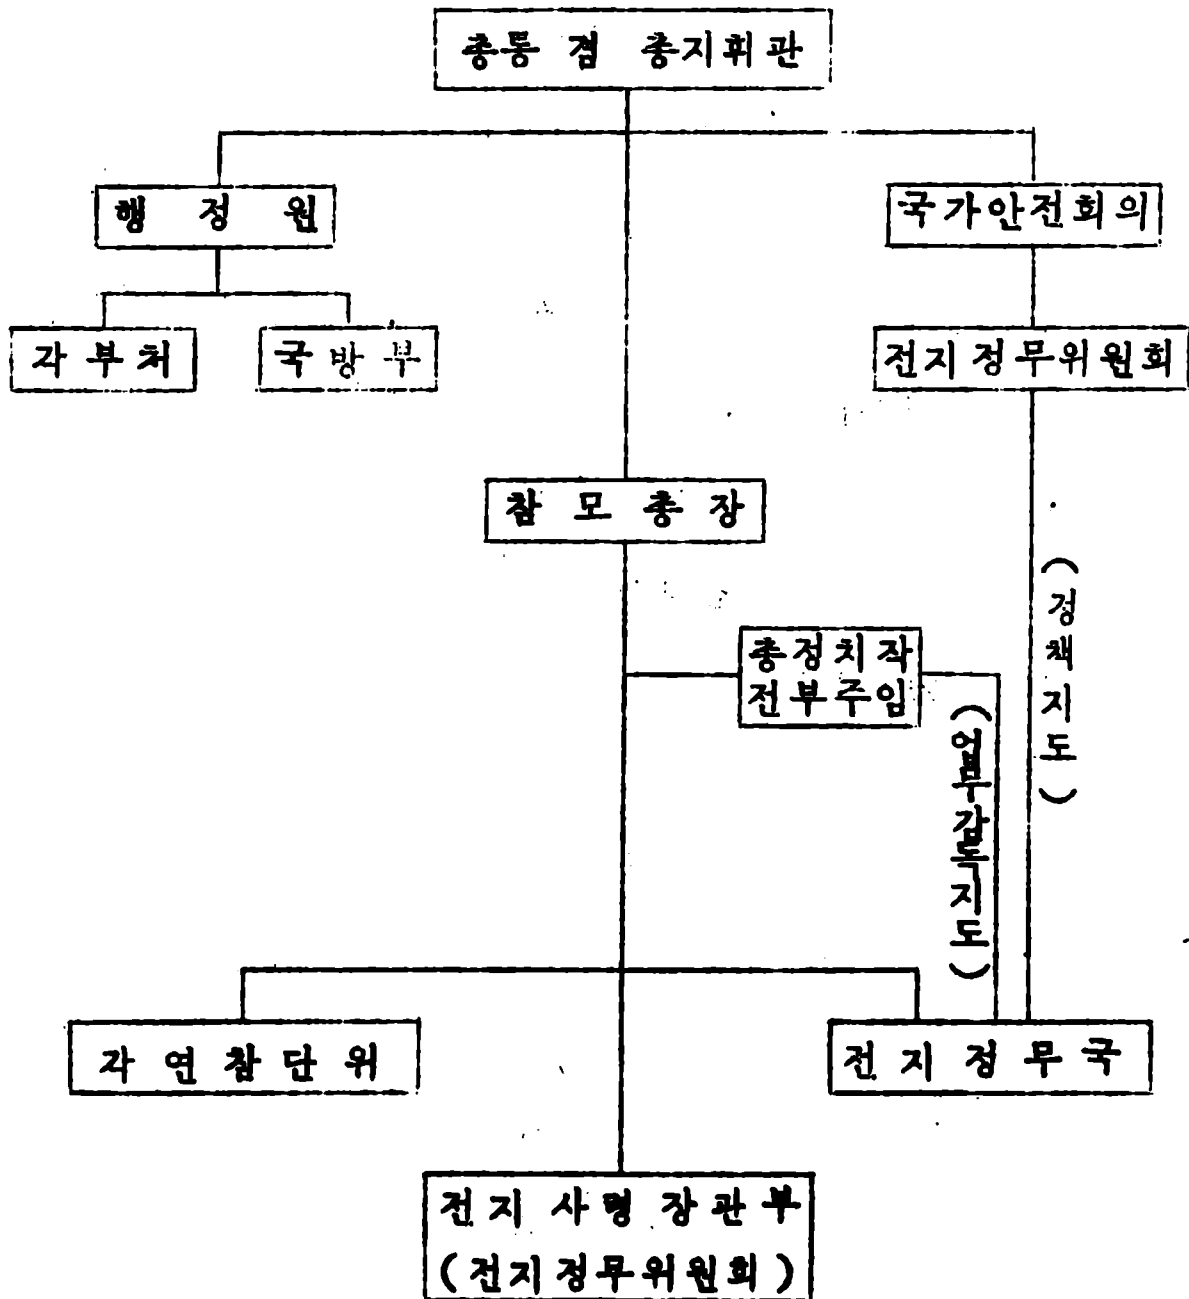 총통 겸 총지휘관
행정원
국가안전회의
각부처
국방부
전지정무위원회
참모총장
(정책지도)
총정치작
전부주임
(업무감독지도)
각연참단위
전지정무국
전지사령장관부
(전지정무위원회)